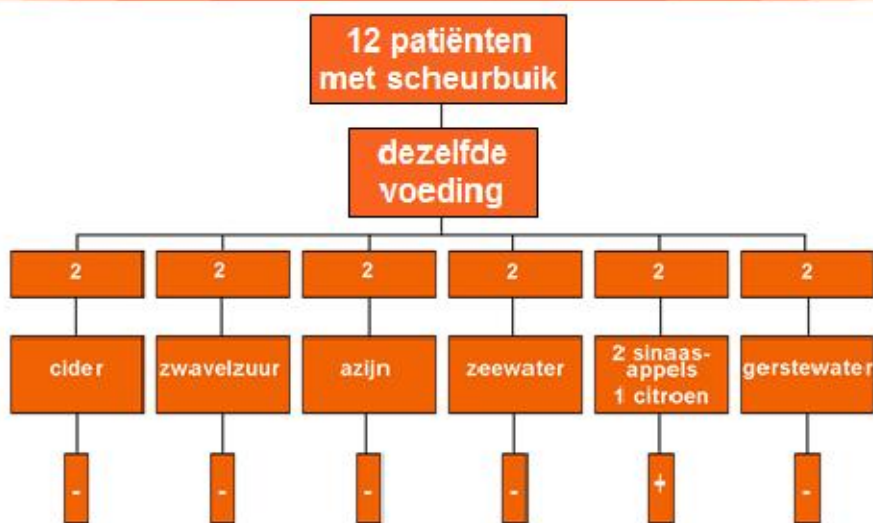 12 patiënten
met scheurbuik
dezelfde
voeding
2 2 2 2 2 2
cider
zwavelzuur
azijn
zeewater
2 sinaas-
appels
1 citroen
gerstewater
- - - - + -